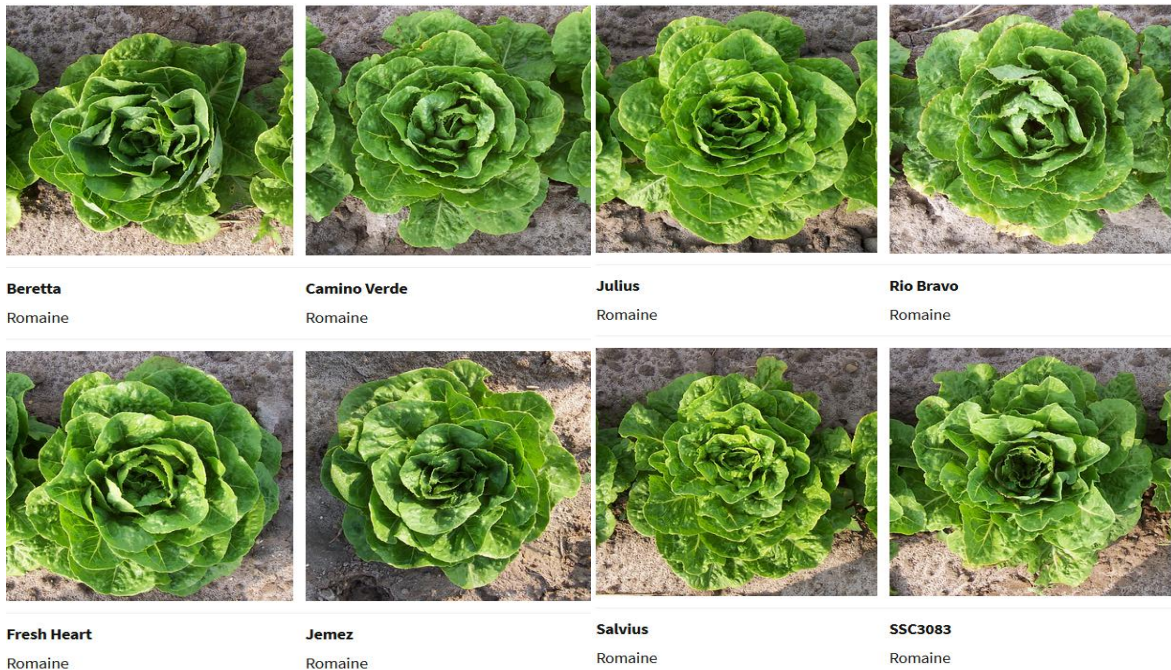 Beretta
Romaine
Camino Verde
Romaine
Julius
Romaine
Rio Bravo
Romaine
Fresh Heart
Romaine
Jemez
Romaine
Salvius
Romaine
SSC3083
Romaine